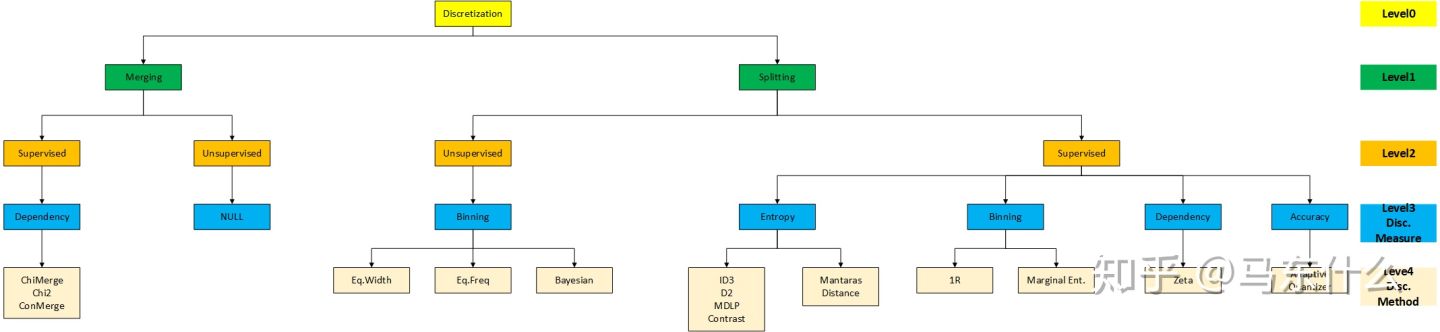 Discretization
Level0
Merging
Splitting
Level1
Supervised
Unsupervised
Unsupervised
Supervised
Level2
Dependency
NULL
Binning
Entropy
Binning
Dependency
Accuracy
Level3
Disc.
Measure
ChiMerge
Chi2
ConMerge
Eq.Width
Eq.Freq
Bayesian
ID3
D2
MDLP
Contrast
Mantaras
Distance
1R
Marginal Ent.
Zeta
Adaptive
Quantizer
Leve4
Disc.
Method
知乎 @马东什么